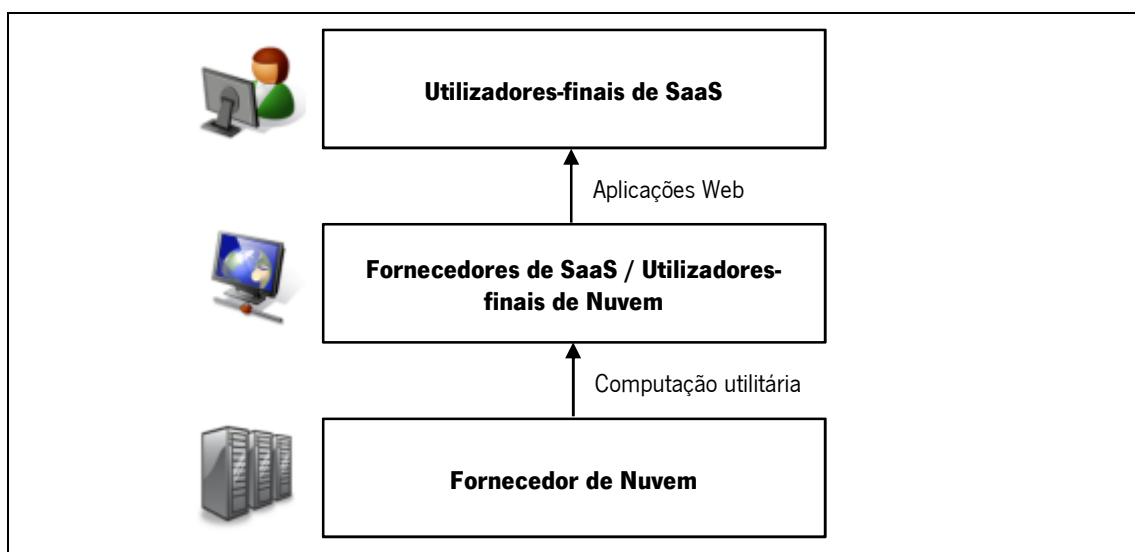 Utilizadores-finais de SaaS
Aplicações Web
Fornecedores de SaaS / Utilizadores-
finais de Nuvem
Computação utilitária
Fornecedor de Nuvem